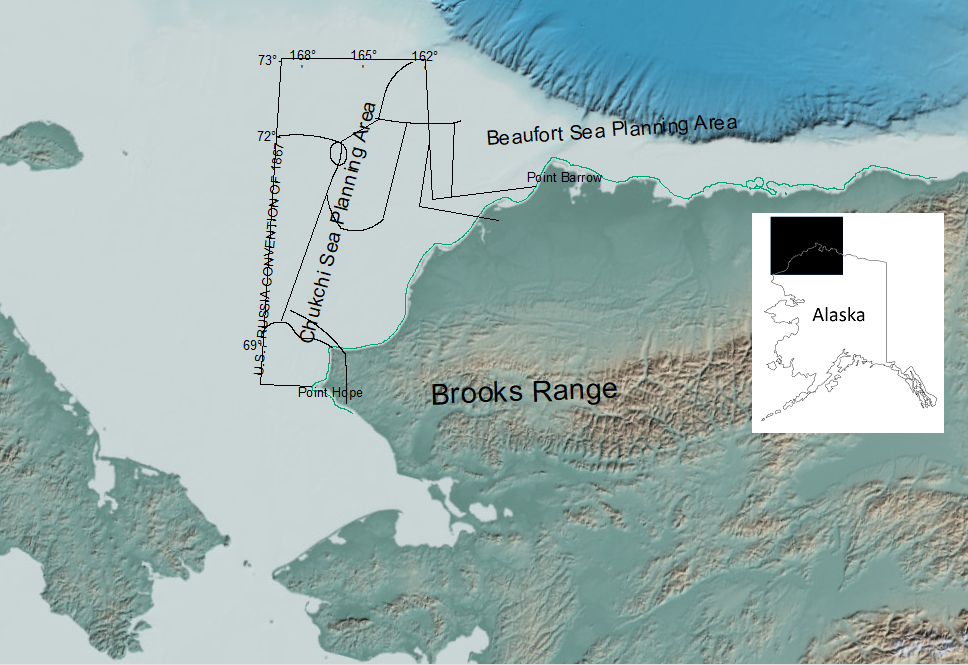 168° 165° 162°
73°
72°
Beaufort Sea Planning Area
Point Barrow
Chukchi Sea Planning Area
U.S. - RUSSIA CONVENTION OF 1867
Alaska
69°
Point Hope
Brooks Range